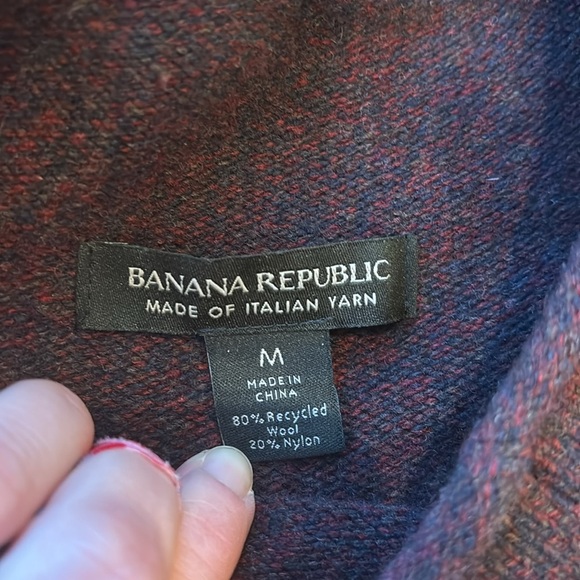 BANANA REPUBLIC
MADE OF ITALIAN YARN
M
MADE IN
CHINA
80% Recycled
Wool
20% Nylon